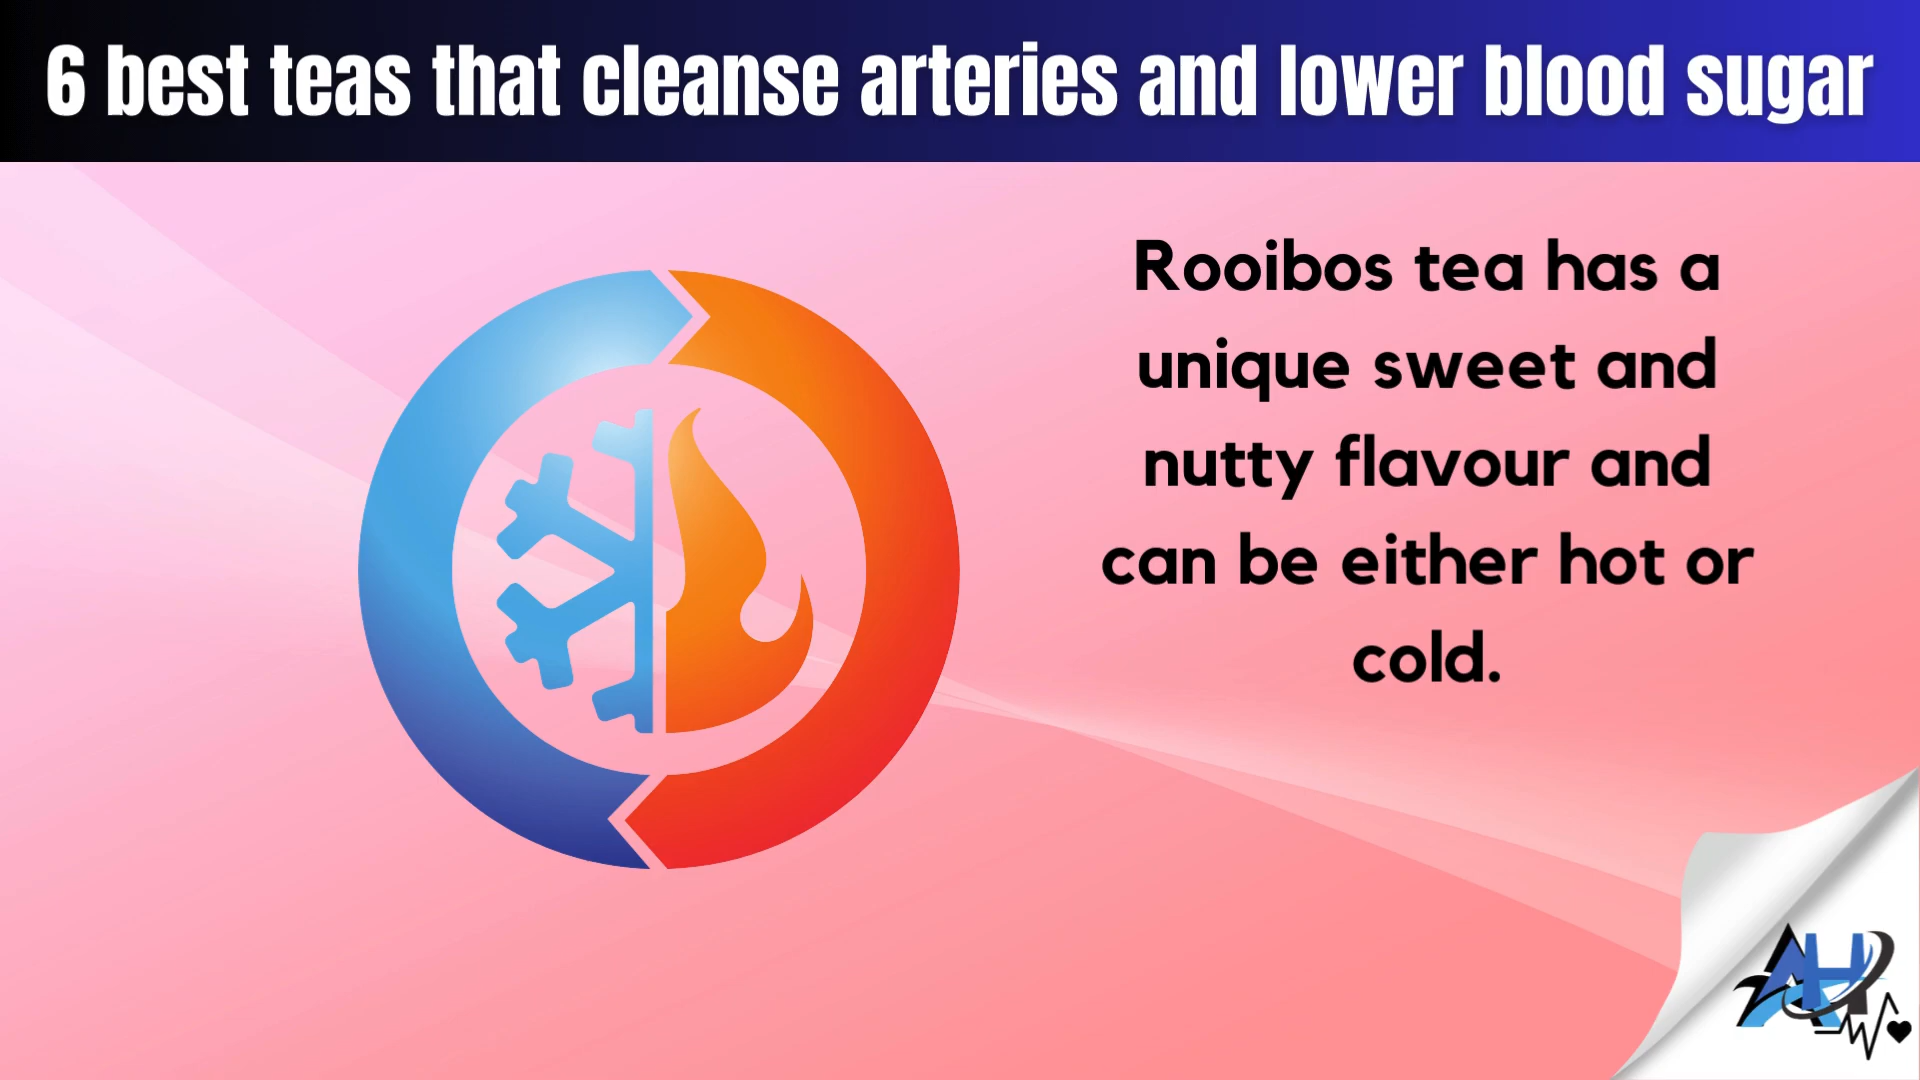 6 best teas that cleanse arteries and lower blood sugar
Rooibos tea has a
unique sweet and
nutty flavour and
can be either hot or
cold.
AH